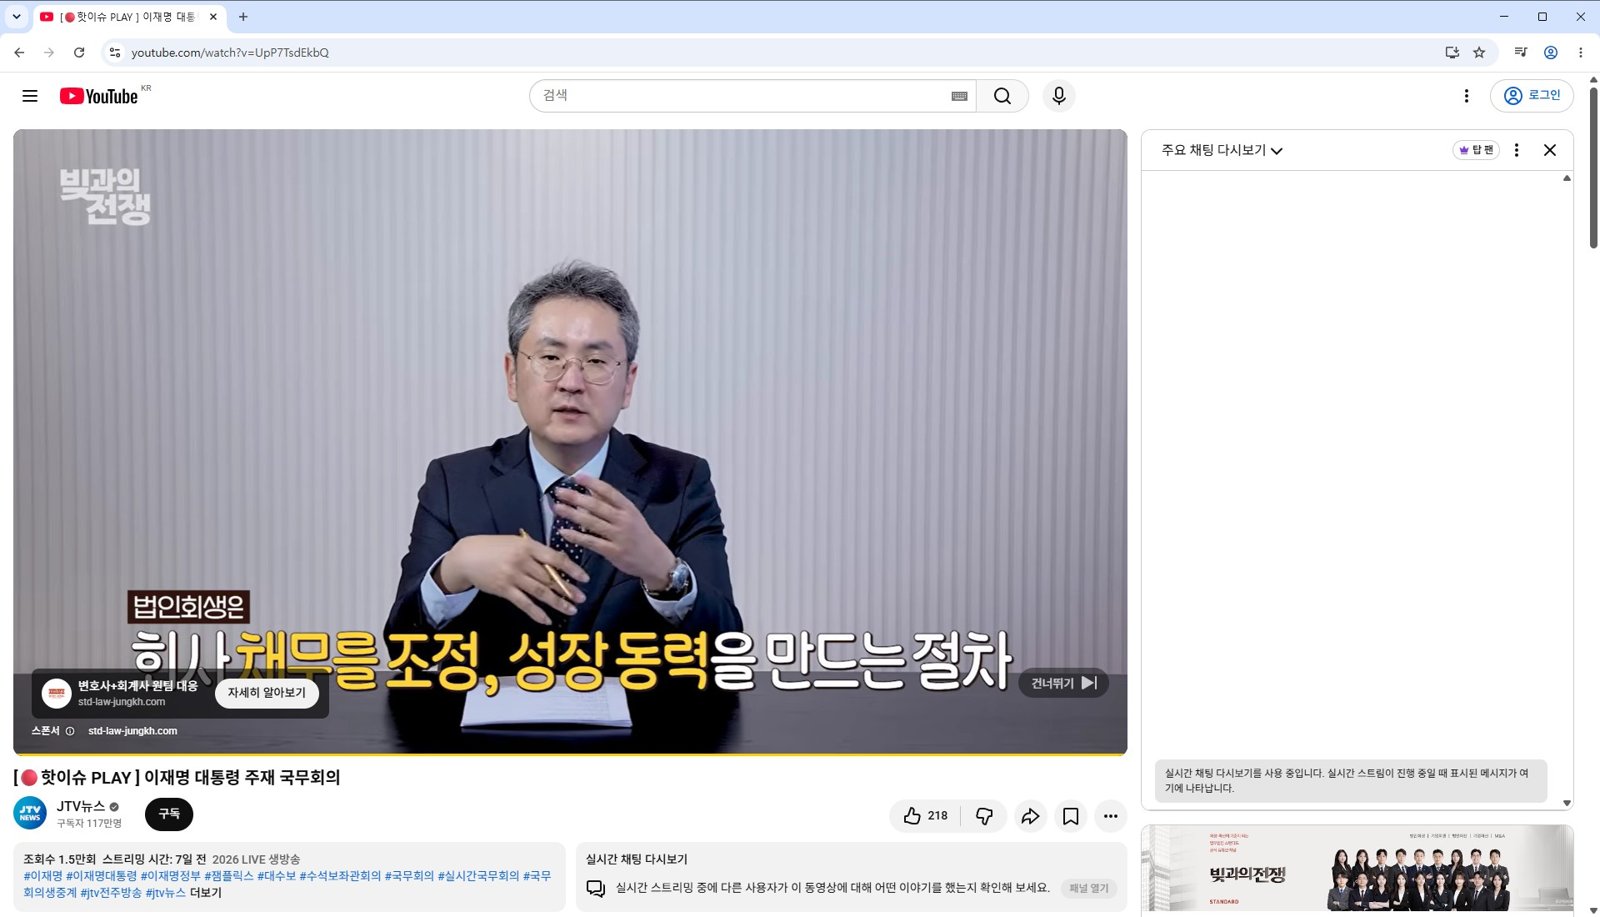 [🔴핫이슈 PLAY ] 이재명 대통
youtube.com/watch?v=UpP7TsdEkbQ
YouTube KR
검색
로그인
빚과의
전쟁
법인회생은
회사 채무를 조정, 성장 동력을 만드는 절차
변호사+회계사 원팀 대응
std-law-jungkh.com
자세히 알아보기
건너뛰기
스폰서
std-law-jungkh.com
주요 채팅 다시보기
탑 팬
실시간 채팅 다시보기를 사용 중입니다. 실시간 스트림이 진행 중일 때 표시된 메시지가 여
기에 나타납니다.
[🔴핫이슈 PLAY ] 이재명 대통령 주재 국무회의
JTV NEWS
JTV뉴스
구독자 117만명
구독
218
조회수 1.5만회 스트리밍 시간: 7일 전 2026 LIVE 생방송
#이재명 #이재명대통령 #이재명정부 #잼플릭스 #대수보 #수석보좌관회의 #국무회의 #실시간국무회의 #국무
회의생중계 #jtv전주방송 #jtv뉴스 더보기
실시간 채팅 다시보기
실시간 스트리밍 중에 다른 사용자가 이 동영상에 대해 어떤 이야기를 했는지 확인해 보세요.
패널 열기
빚과의전쟁
STANDARD